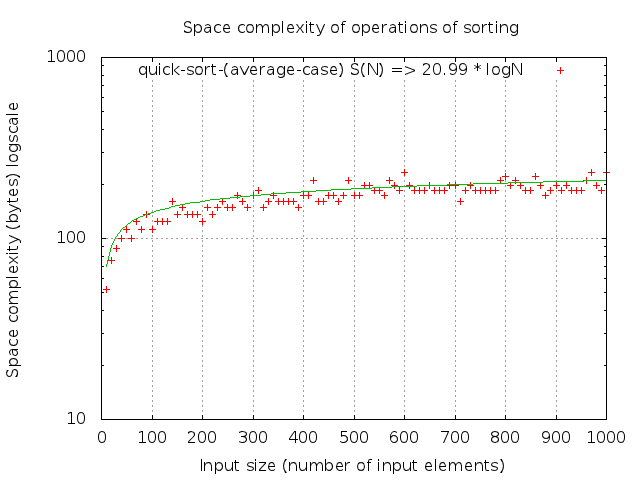 Space complexity of operations of sorting
1000
quick-sort-(average-case) S(N) => 20.99 * logN
100
10
Space complexity (bytes) logscale
0 100 200 300 400 500 600 700 800 900 1000
Input size (number of input elements)